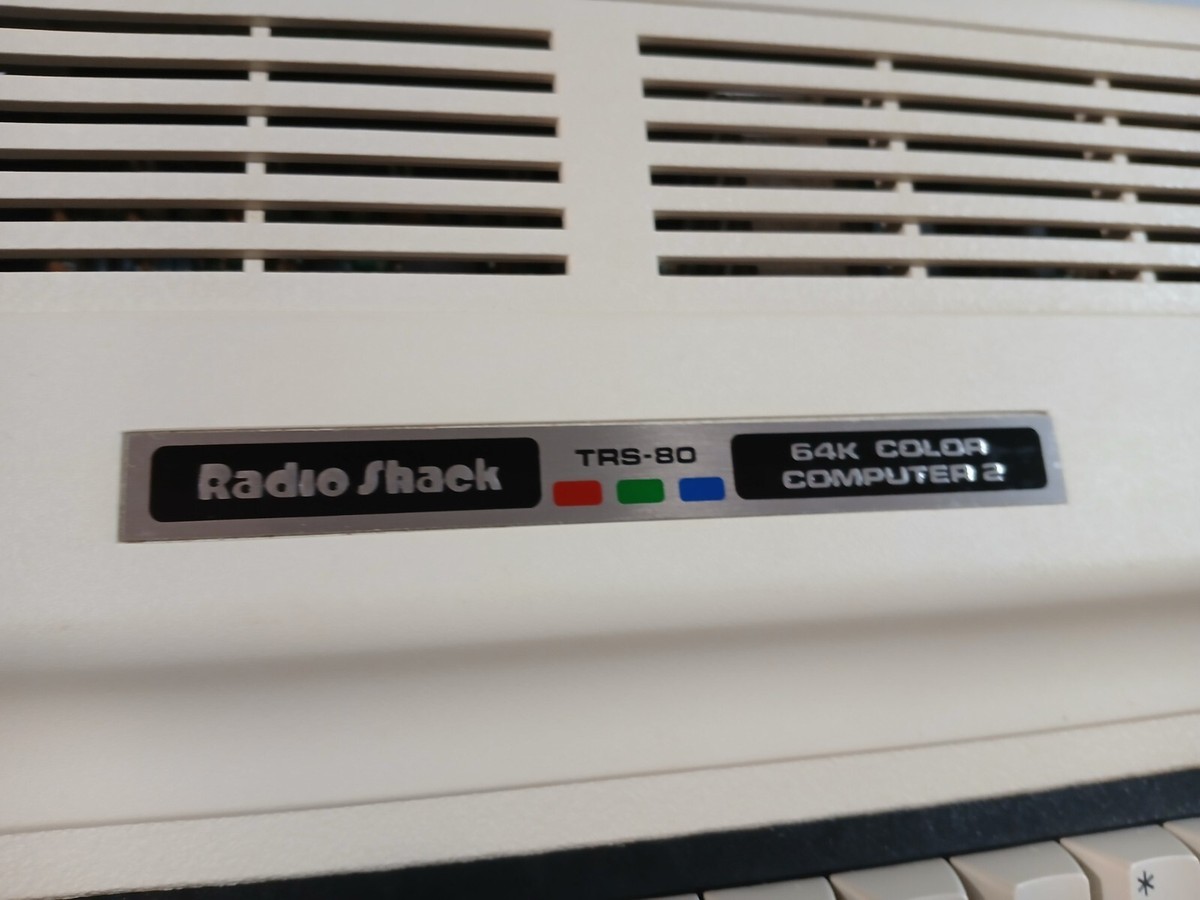 Radio Shack
TRS-80
64K COLOR
COMPUTER 2
*